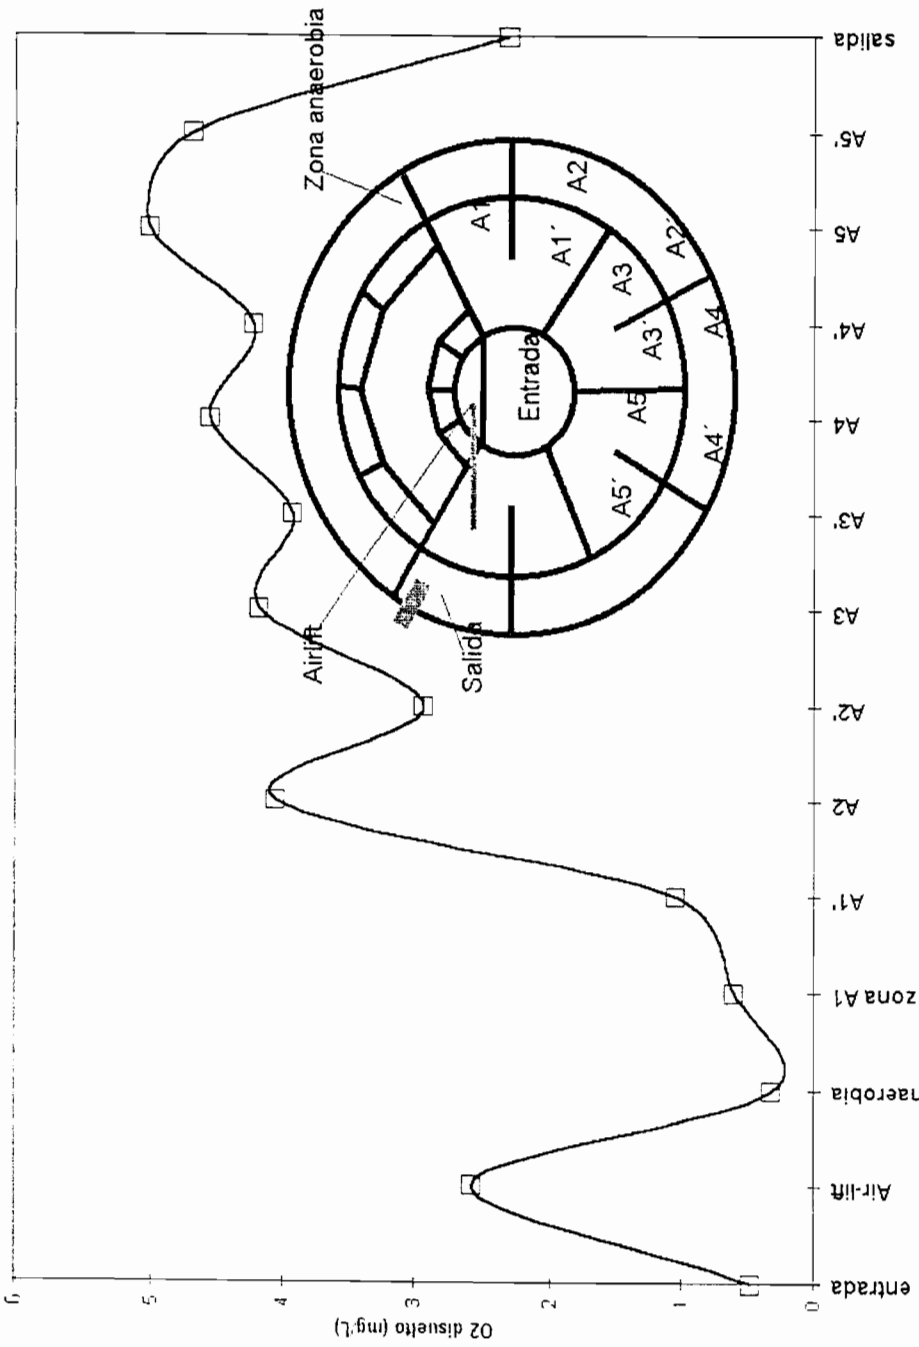 O2 disuelto (mg/L)
6
5
4
3
2
1
0
entrada
Air-lift
naerobia
zona A1
A1'
A2
A2'
A3
A3'
A4
A4'
A5
A5'
salida
Zona anaerobia
Airlift
Salida
Entrada
A1
A1´
A2
A2´
A3
A3´
A4
A4´
A5
A5´